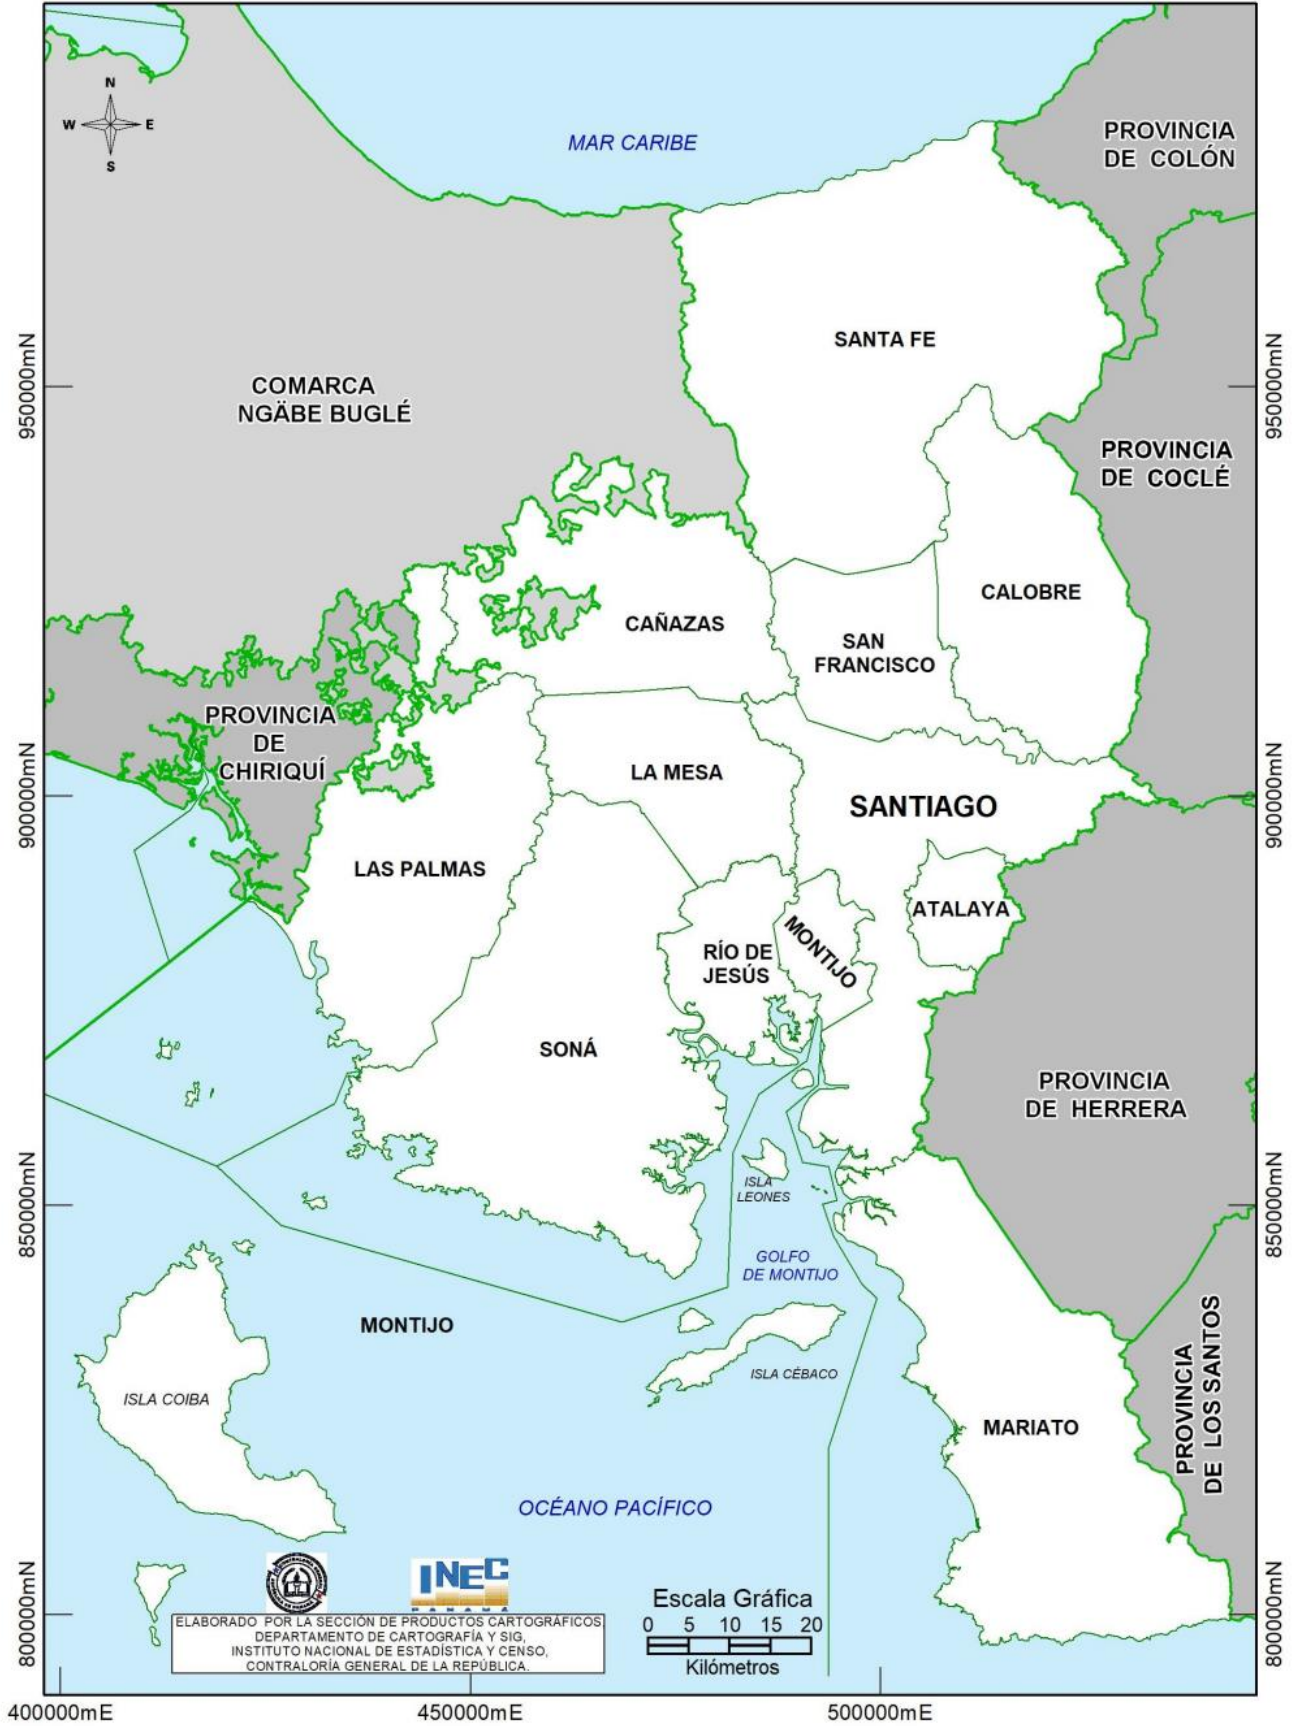 N
W E
S
MAR CARIBE
PROVINCIA
DE COLÓN
SANTA FE
950000mN
950000mN
COMARCA
NGÄBE BUGLÉ
PROVINCIA
DE COCLÉ
CALOBRE
CAÑAZAS
SAN
FRANCISCO
PROVINCIA
DE
CHIRIQUÍ
LA MESA
900000mN
900000mN
SANTIAGO
LAS PALMAS
ATALAYA
MONTIJO
RÍO DE
JESÚS
SONÁ
PROVINCIA
DE HERRERA
ISLA
LEONES
850000mN
850000mN
GOLFO
DE MONTIJO
MONTIJO
ISLA CÉBACO
ISLA COIBA
PROVINCIA
DE LOS SANTOS
MARIATO
OCÉANO PACÍFICO
INEC
PANAMÁ
Escala Gráfica
0 5 10 15 20
Kilómetros
ELABORADO POR LA SECCIÓN DE PRODUCTOS CARTOGRÁFICOS,
DEPARTAMENTO DE CARTOGRAFÍA Y SIG,
INSTITUTO NACIONAL DE ESTADÍSTICA Y CENSO,
CONTRALORÍA GENERAL DE LA REPÚBLICA.
800000mN
800000mN
400000mE
450000mE
500000mE